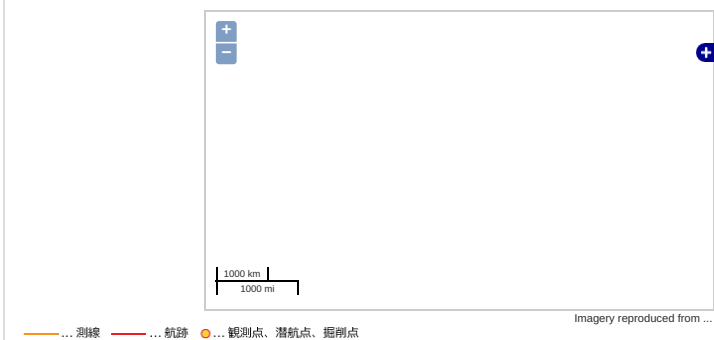 +
−
+
1000 km
1000 mi
Imagery reproduced from ...
... 測線 ... 航跡 ... 観測点、潜航点、掘削点